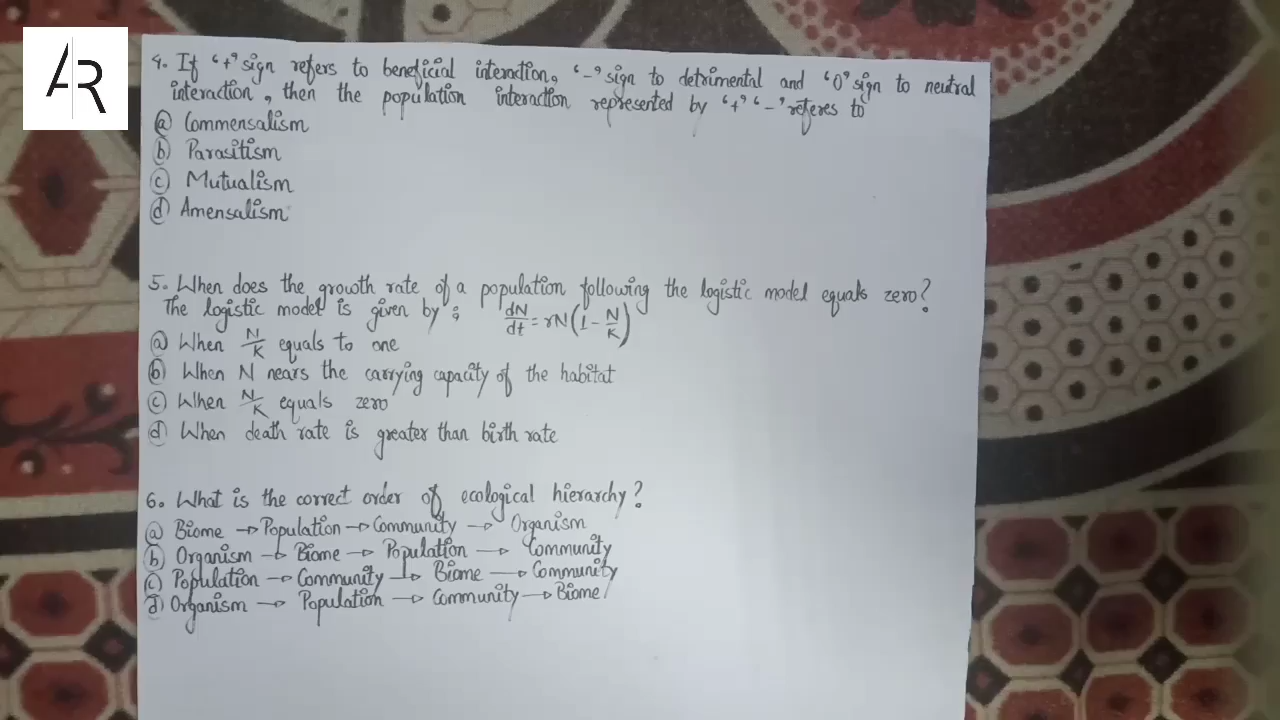 AR
4. If '+' sign refers to beneficial interaction, '-' sign to detrimental and '0' sign to neutral
interaction, then the population interaction represented by '+' '-' referes to
(a) Commensalism
(b) Parasitism
(c) Mutualism
(d) Amensalism
5. When does the growth rate of a population following the logistic model equals zero?
The logistic model is given by : dN/dt = rN(1 - N/K)
(a) When N/K equals to one
(b) When N nears the carrying capacity of the habitat
(c) When N/K equals zero
(d) When death rate is greater than birth rate
6. What is the correct order of ecological hierarchy?
(a) Biome → Population → Community → Organism
(b) Organism → Biome → Population → Community
(c) Population → Community → Biome → Community
(d) Organism → Population → Community → Biome